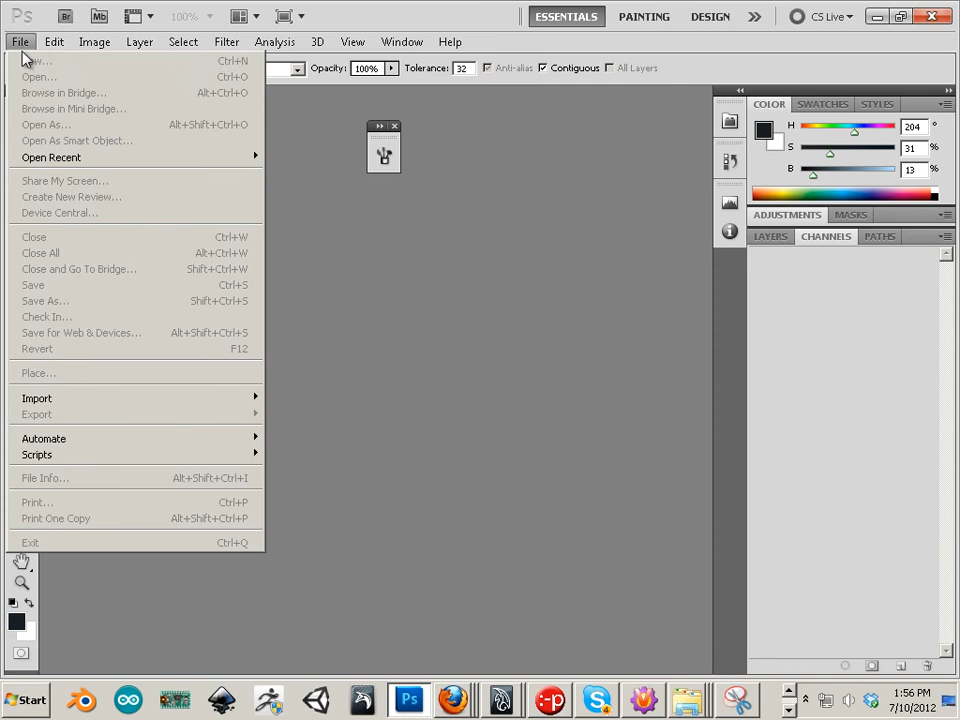 Ps Br Mb 100% ESSENTIALS PAINTING DESIGN CS Live
File Edit Image Layer Select Filter Analysis 3D View Window Help
Opacity: 100% Tolerance: 32 Anti-alias Contiguous All Layers
Ctrl+N
Open... Ctrl+O
Browse in Bridge... Alt+Ctrl+O
Browse in Mini Bridge...
Open As... Alt+Shift+Ctrl+O
Open As Smart Object...
Open Recent
Share My Screen...
Create New Review...
Device Central...
Close Ctrl+W
Close All Alt+Ctrl+W
Close and Go To Bridge... Shift+Ctrl+W
Save Ctrl+S
Save As... Shift+Ctrl+S
Check In...
Save for Web & Devices... Alt+Shift+Ctrl+S
Revert F12
Place...
Import
Export
Automate
Scripts
File Info... Alt+Shift+Ctrl+I
Print... Ctrl+P
Print One Copy Alt+Shift+Ctrl+P
Exit Ctrl+Q
COLOR SWATCHES STYLES
H 204 °
S 31 %
B 13 %
ADJUSTMENTS MASKS
LAYERS CHANNELS PATHS
Start Ps :-p S 4 1:56 PM
7/10/2012